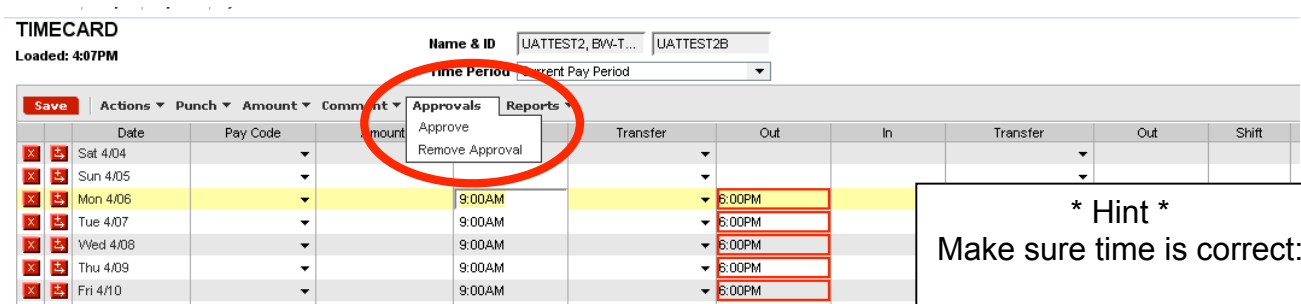 TIMECARD
Loaded: 4:07PM
Name & ID UATTEST2, BW-T... UATTEST2B
Time Period Current Pay Period
Save Actions Punch Amount Comment Approvals Reports
Approve
Remove Approval
Date Pay Code Amount Transfer Out In Transfer Out Shift
Sat 4/04
Sun 4/05
Mon 4/06 9:00AM 6:00PM
Tue 4/07 9:00AM 6:00PM
Wed 4/08 9:00AM 6:00PM
Thu 4/09 9:00AM 6:00PM
Fri 4/10 9:00AM 6:00PM
* Hint *
Make sure time is correct: